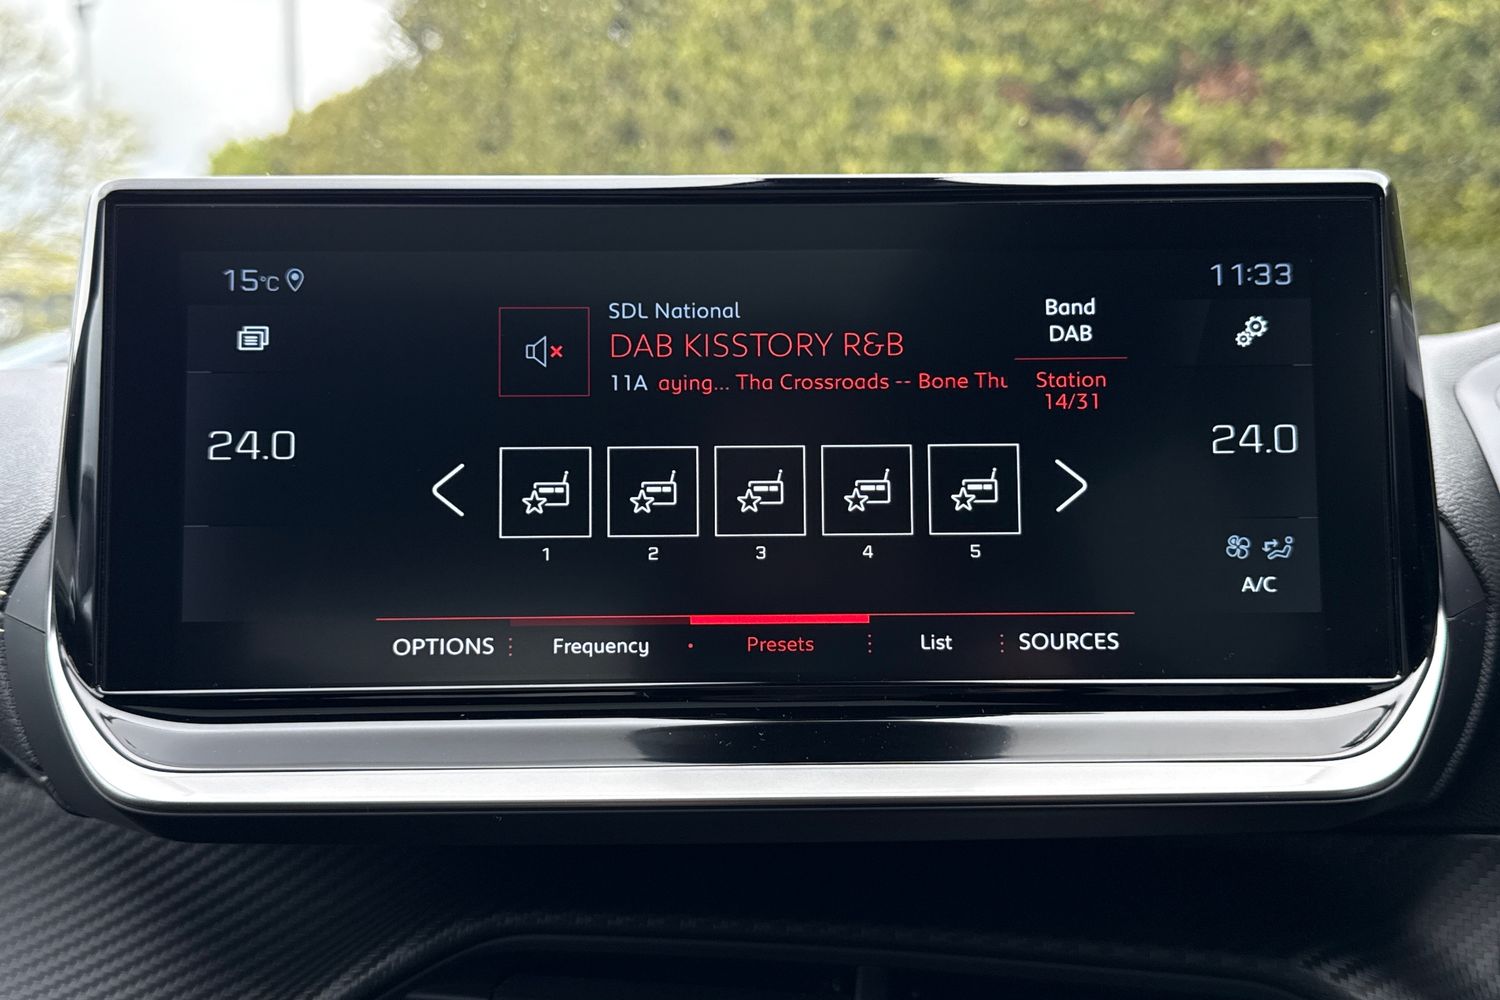 15°C
11:33
SDL National
DAB KISSTORY R&B
11A aying... Tha Crossroads -- Bone Thu
Band
DAB
Station
14/31
24.0
24.0
1 2 3 4 5
A/C
OPTIONS Frequency Presets List SOURCES